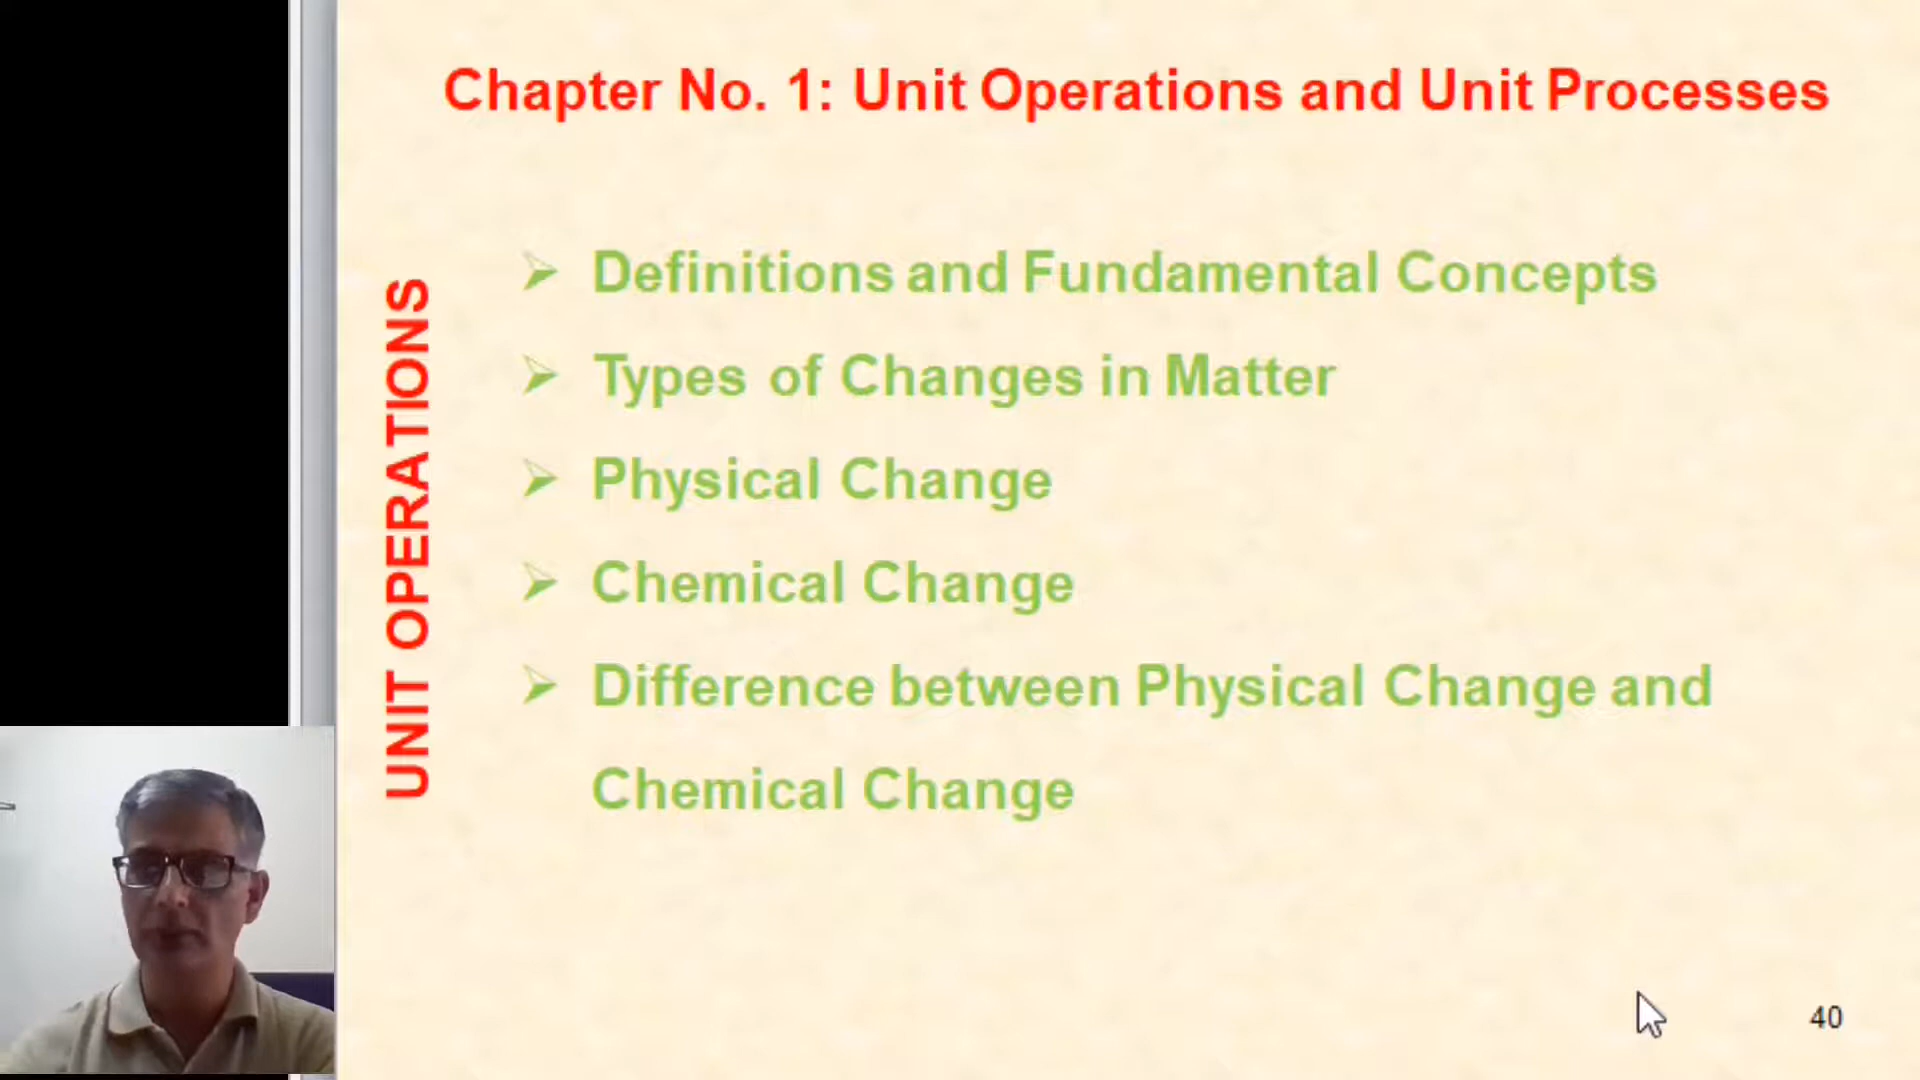 Chapter No. 1: Unit Operations and Unit Processes
UNIT OPERATIONS
Definitions and Fundamental Concepts
Types of Changes in Matter
Physical Change
Chemical Change
Difference between Physical Change and
Chemical Change
40